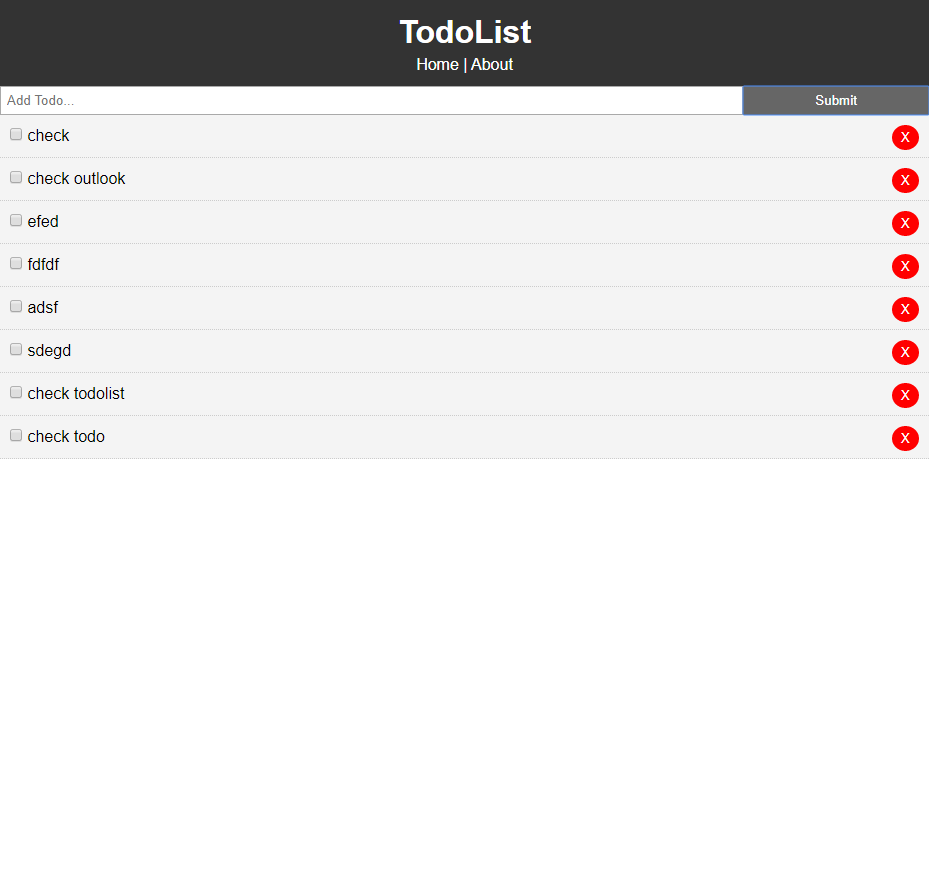 TodoList
Home | About
Add Todo...
Submit
check X
check outlook X
efed X
fdfdf X
adsf X
sdegd X
check todolist X
check todo X